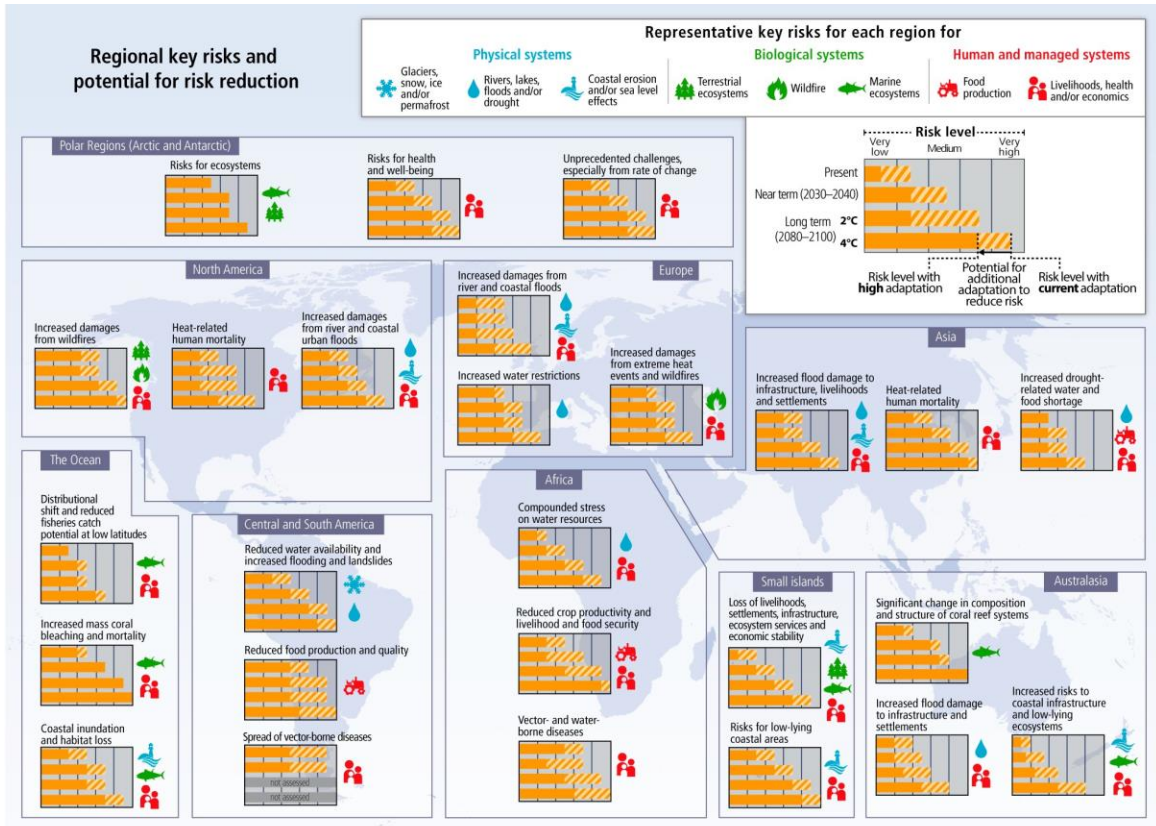 Regional key risks and
potential for risk reduction
Representative key risks for each region for
Physical systems
Biological systems
Human and managed systems
Glaciers,
snow, ice
and/or
permafrost
Rivers, lakes,
floods and/or
drought
Coastal erosion
and/or sea level
effects
Terrestrial
ecosystems
Wildfire
Marine
ecosystems
Food
production
Livelihoods, health
and/or economics
Risk level
Very
low
Medium
Very
high
Present
Near term (2030–2040)
Long term
(2080–2100)
2°C
4°C
Risk level with
high adaptation
Potential for
additional
adaptation to
reduce risk
Risk level with
current adaptation
Polar Regions (Arctic and Antarctic)
Risks for ecosystems
Risks for health
and well-being
Unprecedented challenges,
especially from rate of change
North America
Increased damages
from wildfires
Heat-related
human mortality
Increased damages
from river and coastal
urban floods
Europe
Increased damages from
river and coastal floods
Increased water restrictions
Increased damages
from extreme heat
events and wildfires
Asia
Increased flood damage to
infrastructure, livelihoods
and settlements
Heat-related
human mortality
Increased drought-
related water and
food shortage
The Ocean
Distributional
shift and reduced
fisheries catch
potential at low latitudes
Increased mass coral
bleaching and mortality
Coastal inundation
and habitat loss
Central and South America
Reduced water availability and
increased flooding and landslides
Reduced food production and quality
Spread of vector-borne diseases
not assessed
not assessed
Africa
Compounded stress
on water resources
Reduced crop productivity and
livelihood and food security
Vector- and water-
borne diseases
Small islands
Loss of livelihoods,
settlements, infrastructure,
ecosystem services and
economic stability
Risks for low-lying
coastal areas
Australasia
Significant change in composition
and structure of coral reef systems
Increased flood damage
to infrastructure and
settlements
Increased risks to
coastal infrastructure
and low-lying
ecosystems